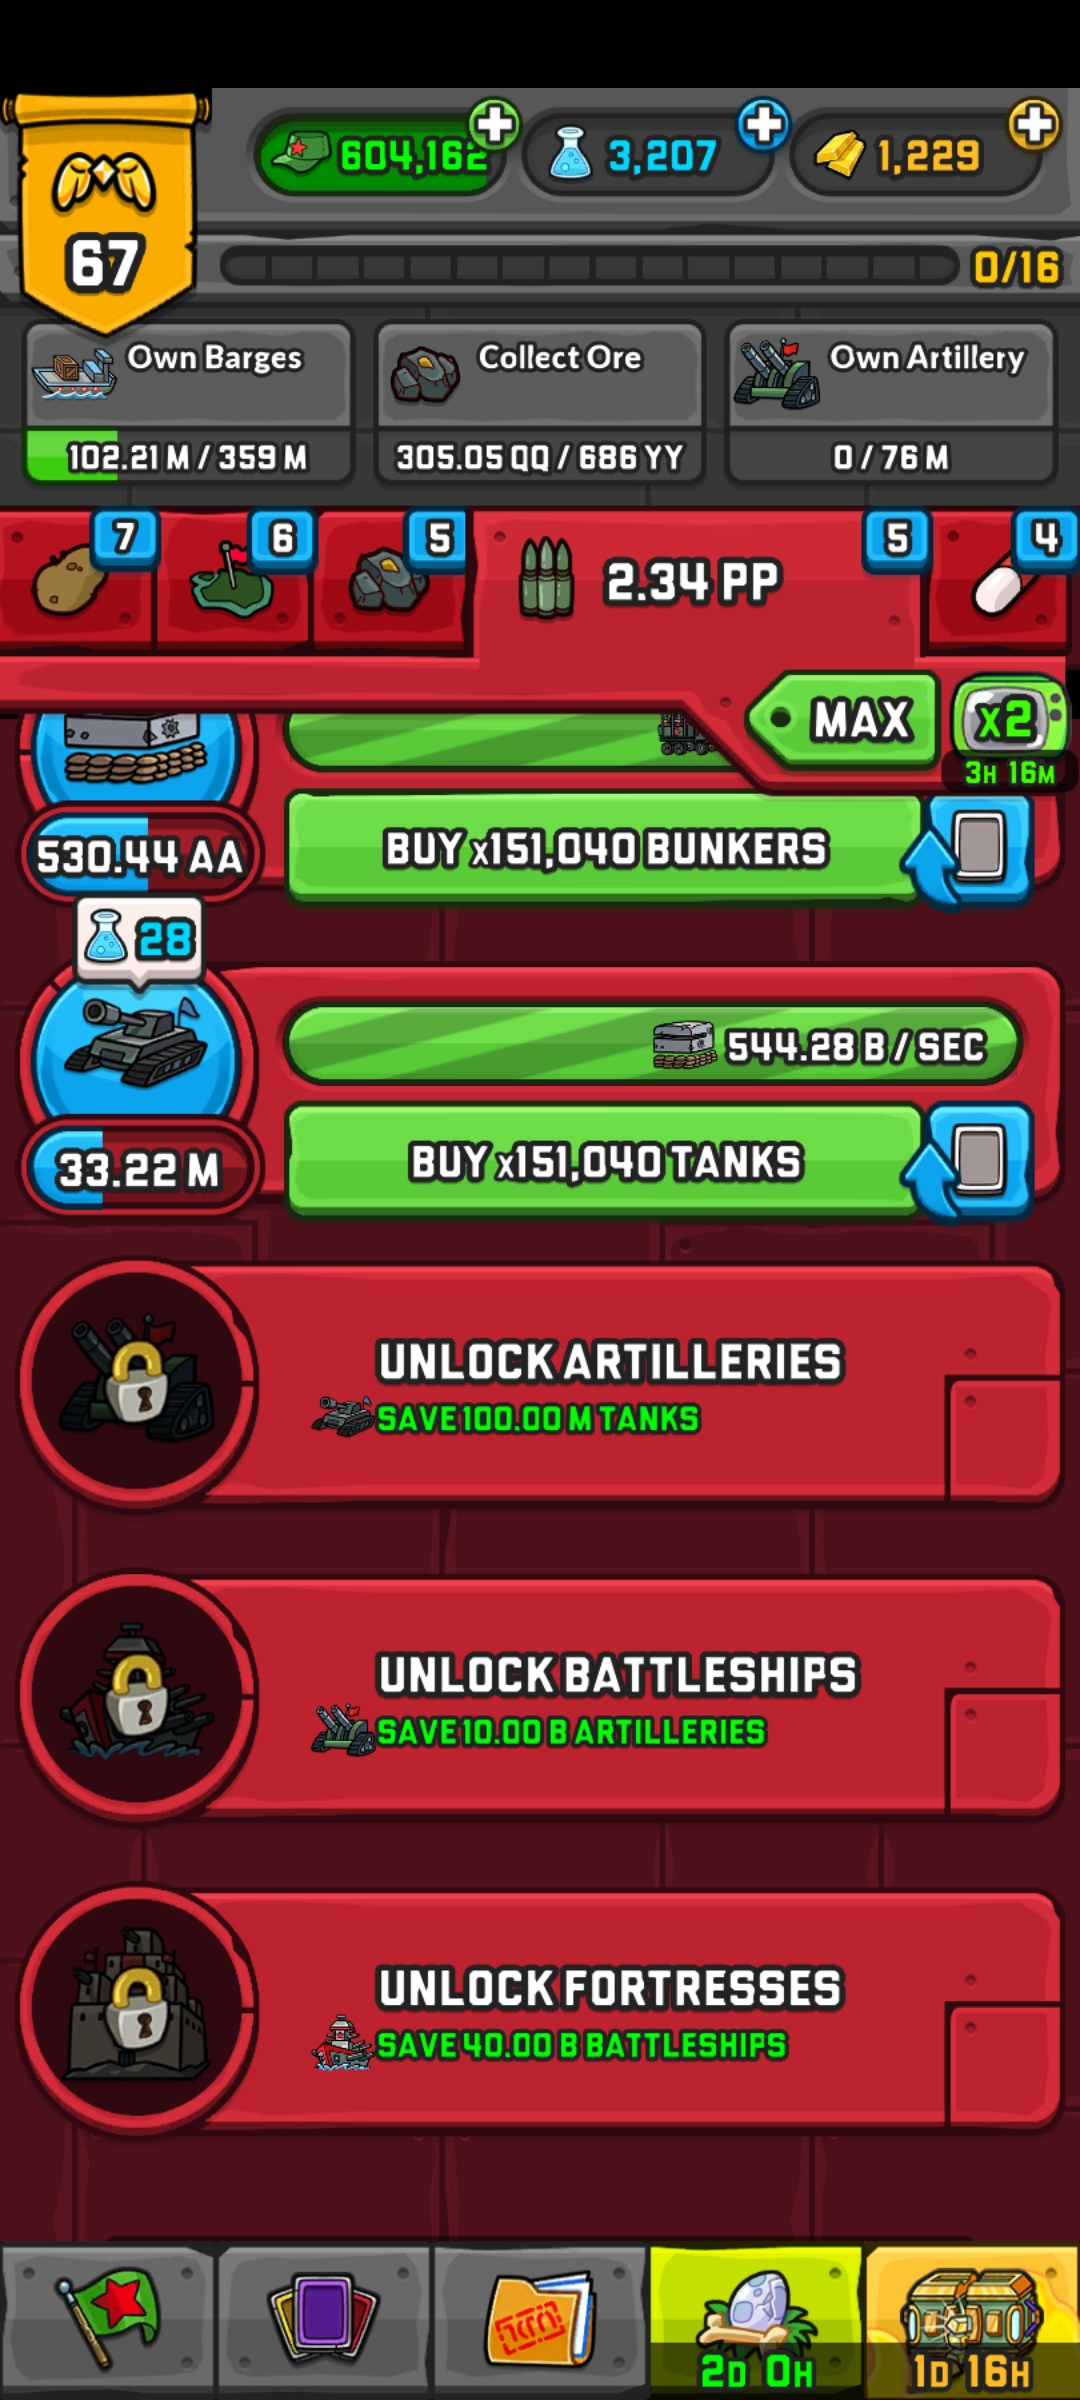 604,162
3,207
1,229
67
0/16
Own Barges
Collect Ore
Own Artillery
102.21 M / 359 M
305.05 QQ / 686 YY
0 / 76 M
7
6
5
2.34 PP
5
4
MAX
x2
3H 16M
530.44 AA
BUY x151,040 BUNKERS
28
544.28 B / SEC
33.22 M
BUY x151,040 TANKS
UNLOCK ARTILLERIES
SAVE 100.00 M TANKS
UNLOCK BATTLESHIPS
SAVE 10.00 B ARTILLERIES
UNLOCK FORTRESSES
SAVE 40.00 B BATTLESHIPS
2D 0H
1D 16H